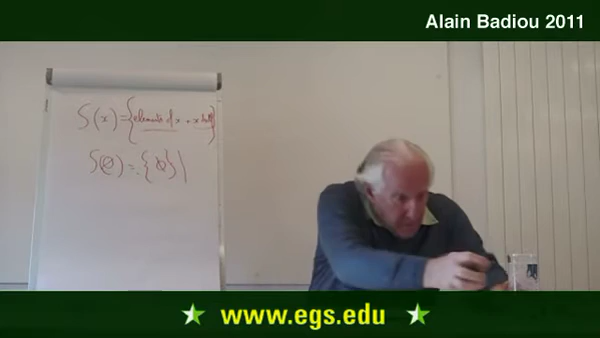 Alain Badiou 2011
S(x) = {elements of x + x itself}
S(∅) = {∅}
www.egs.edu